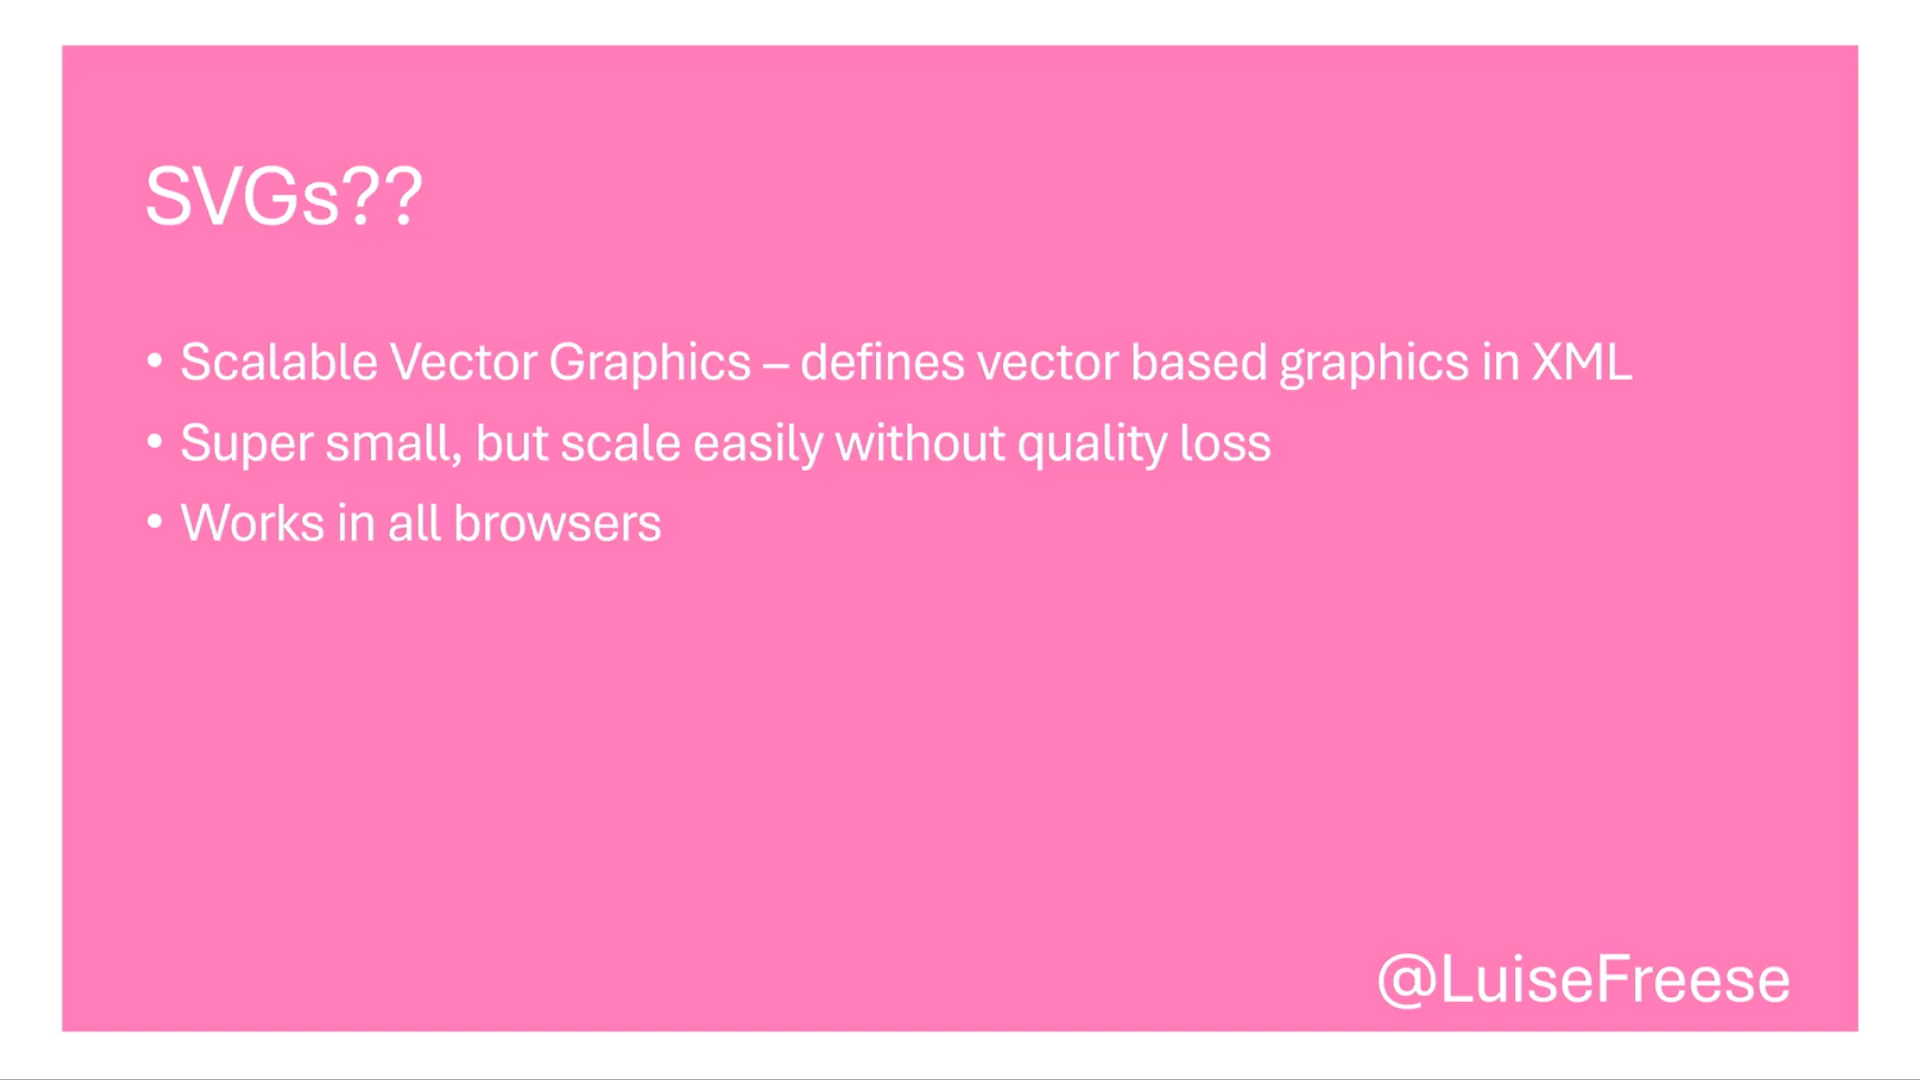 SVGs??
• Scalable Vector Graphics – defines vector based graphics in XML
• Super small, but scale easily without quality loss
• Works in all browsers
@LuiseFreese